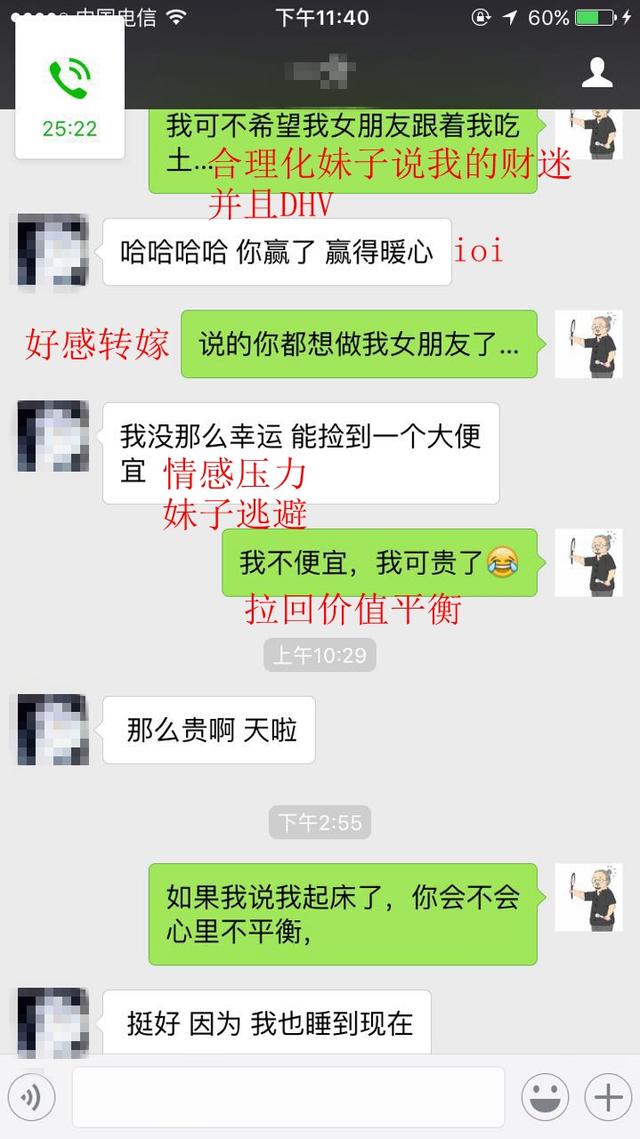 中国电信 下午11:40 60%
25:22
我可不希望我女朋友跟着我吃
土...合理化妹子说我的财迷
并且DHV
哈哈哈哈 你赢了 赢得暖心 ioi
好感转嫁 说的你都想做我女朋友了...
我没那么幸运 能捡到一个大便
宜 情感压力
妹子逃避
我不便宜，我可贵了😂
拉回价值平衡
上午10:29
那么贵啊 天啦
下午2:55
如果我说我起床了，你会不会
心里不平衡，
挺好 因为 我也睡到现在